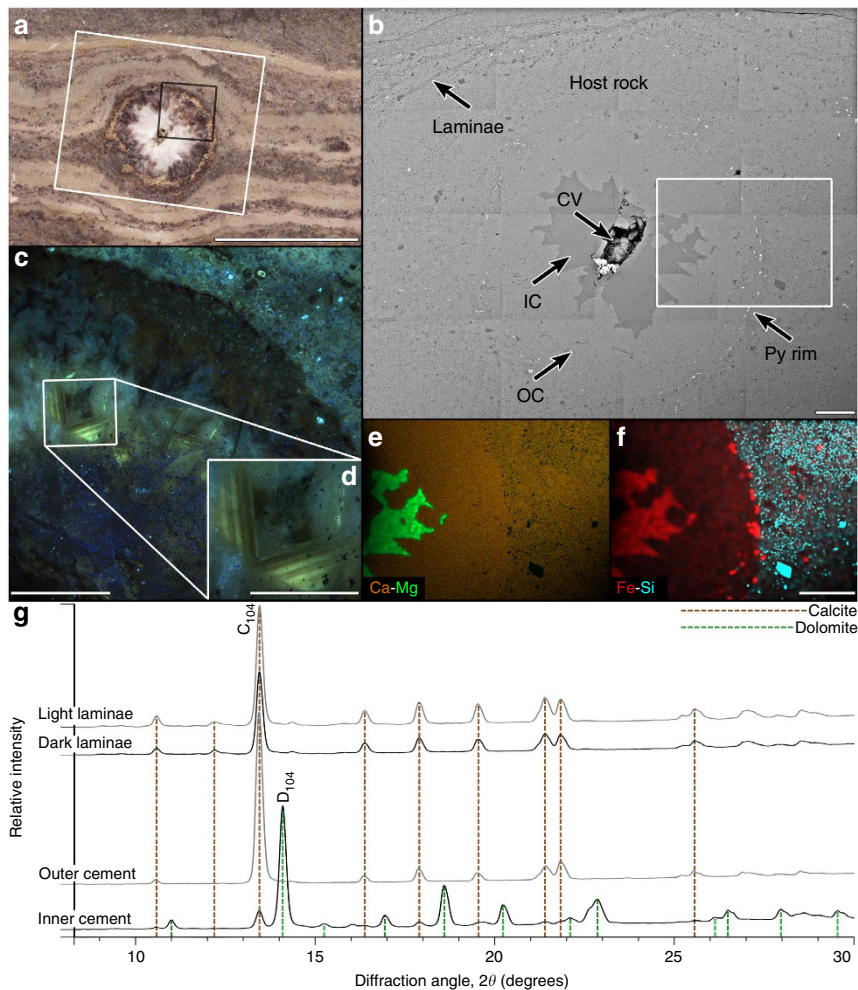 a
b
Host rock
Laminae
CV
IC
OC
Py rim
c
d
e
Ca-Mg
f
Fe-Si
g
Calcite
Dolomite
C104
D104
Light laminae
Dark laminae
Outer cement
Inner cement
Relative intensity
10 15 20 25 30
Diffraction angle, 2θ (degrees)